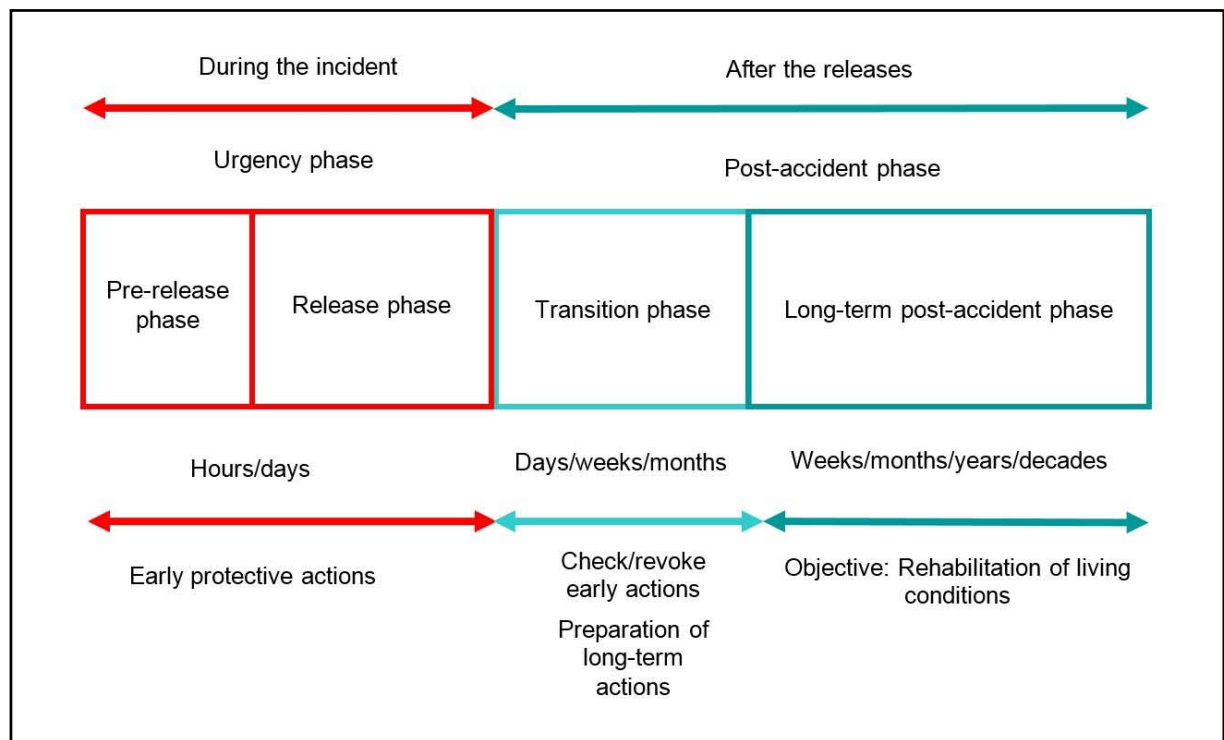 During the incident
After the releases
Urgency phase
Post-accident phase
Pre-release
phase
Release phase
Transition phase
Long-term post-accident phase
Hours/days
Days/weeks/months
Weeks/months/years/decades
Early protective actions
Check/revoke
early actions
Preparation of
long-term
actions
Objective: Rehabilitation of living
conditions